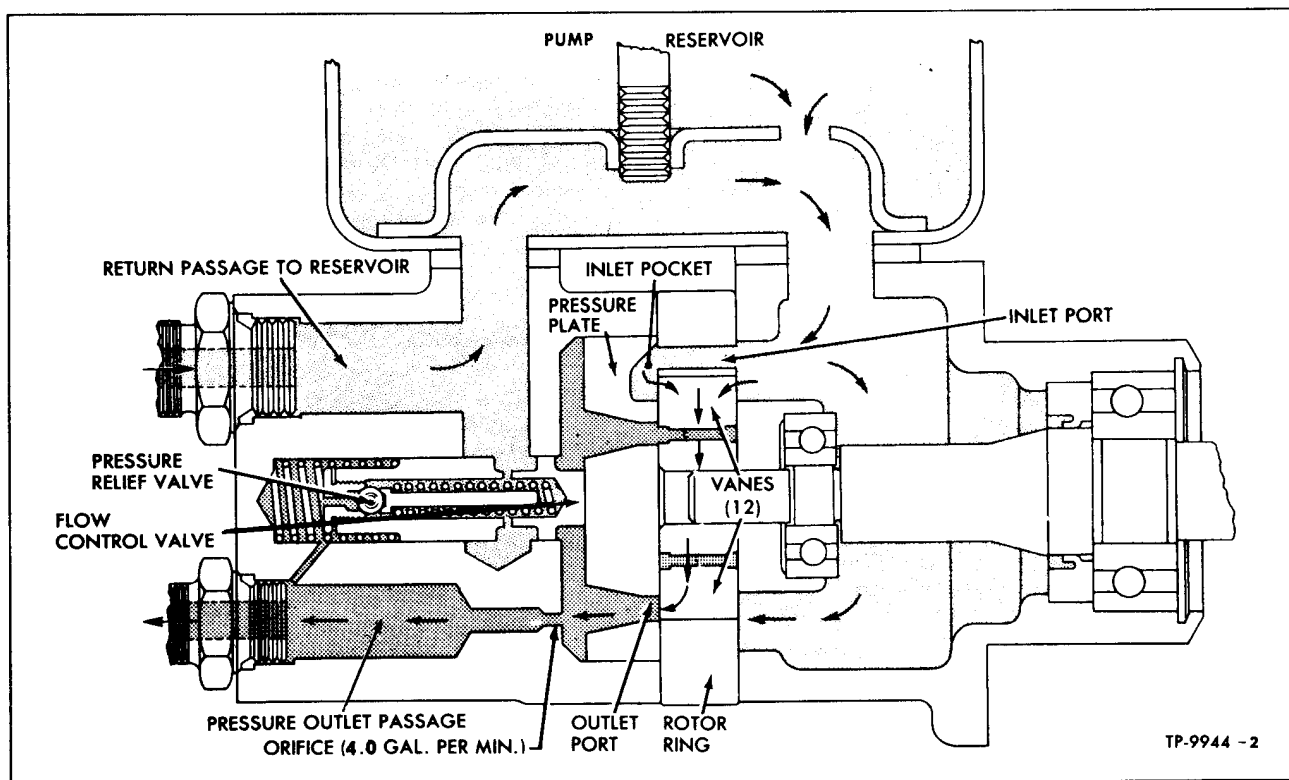 PUMP RESERVOIR
RETURN PASSAGE TO RESERVOIR
INLET POCKET
PRESSURE
PLATE
INLET PORT
PRESSURE
RELIEF VALVE
FLOW
CONTROL VALVE
VANES
(12)
PRESSURE OUTLET PASSAGE
ORIFICE (4.0 GAL. PER MIN.)
OUTLET
PORT
ROTOR
RING
TP-9944 -2